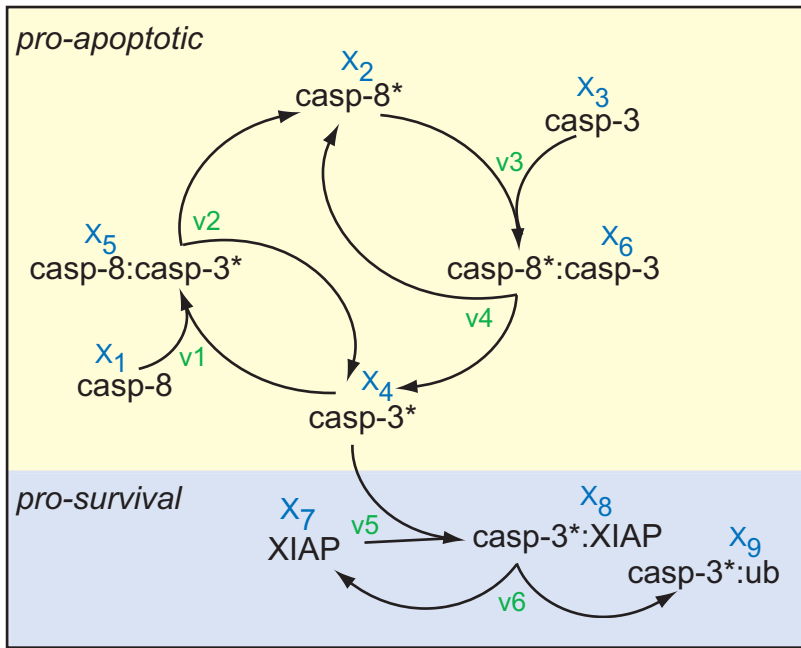 pro-apoptotic
X2
casp-8*
X3
casp-3
v3
v2
X5
casp-8:casp-3*
X6
casp-8*:casp-3
v4
X1
casp-8
v1
X4
casp-3*
pro-survival
X7
XIAP
v5
X8
casp-3*:XIAP
X9
casp-3*:ub
v6